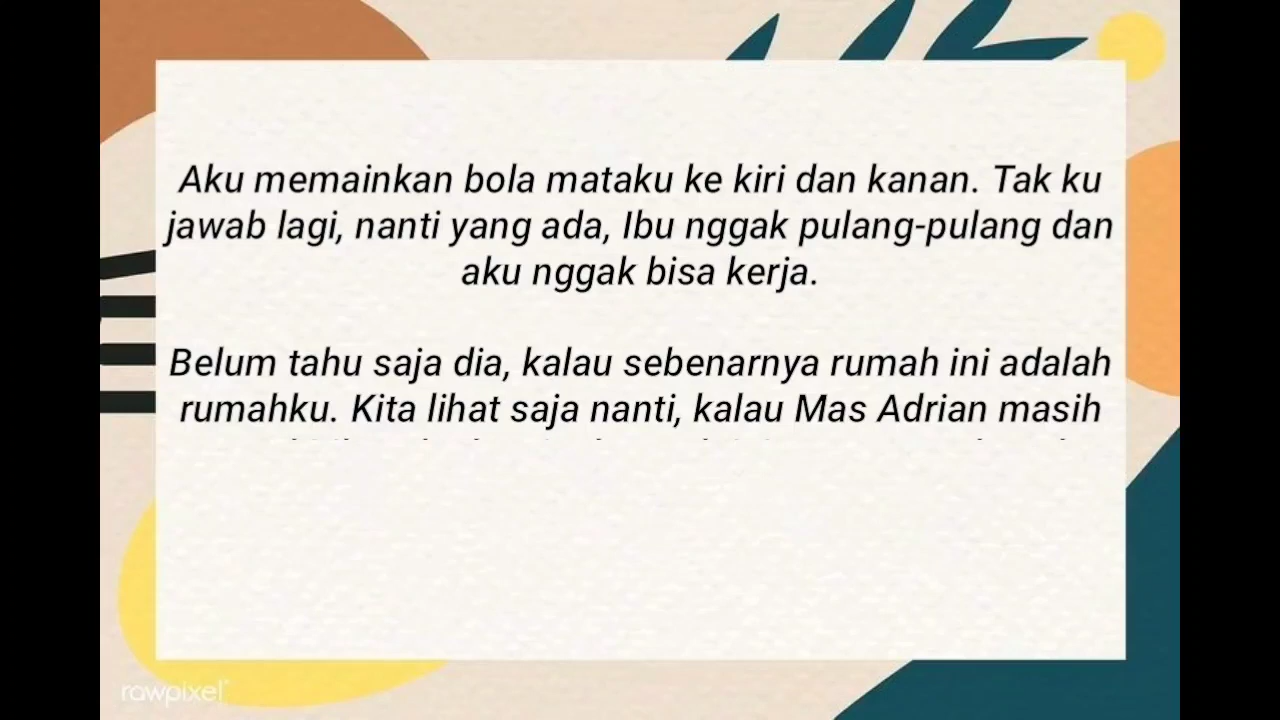 Aku memainkan bola mataku ke kiri dan kanan. Tak ku
jawab lagi, nanti yang ada, Ibu nggak pulang-pulang dan
aku nggak bisa kerja.
Belum tahu saja dia, kalau sebenarnya rumah ini adalah
rumahku. Kita lihat saja nanti, kalau Mas Adrian masih
rawpixel